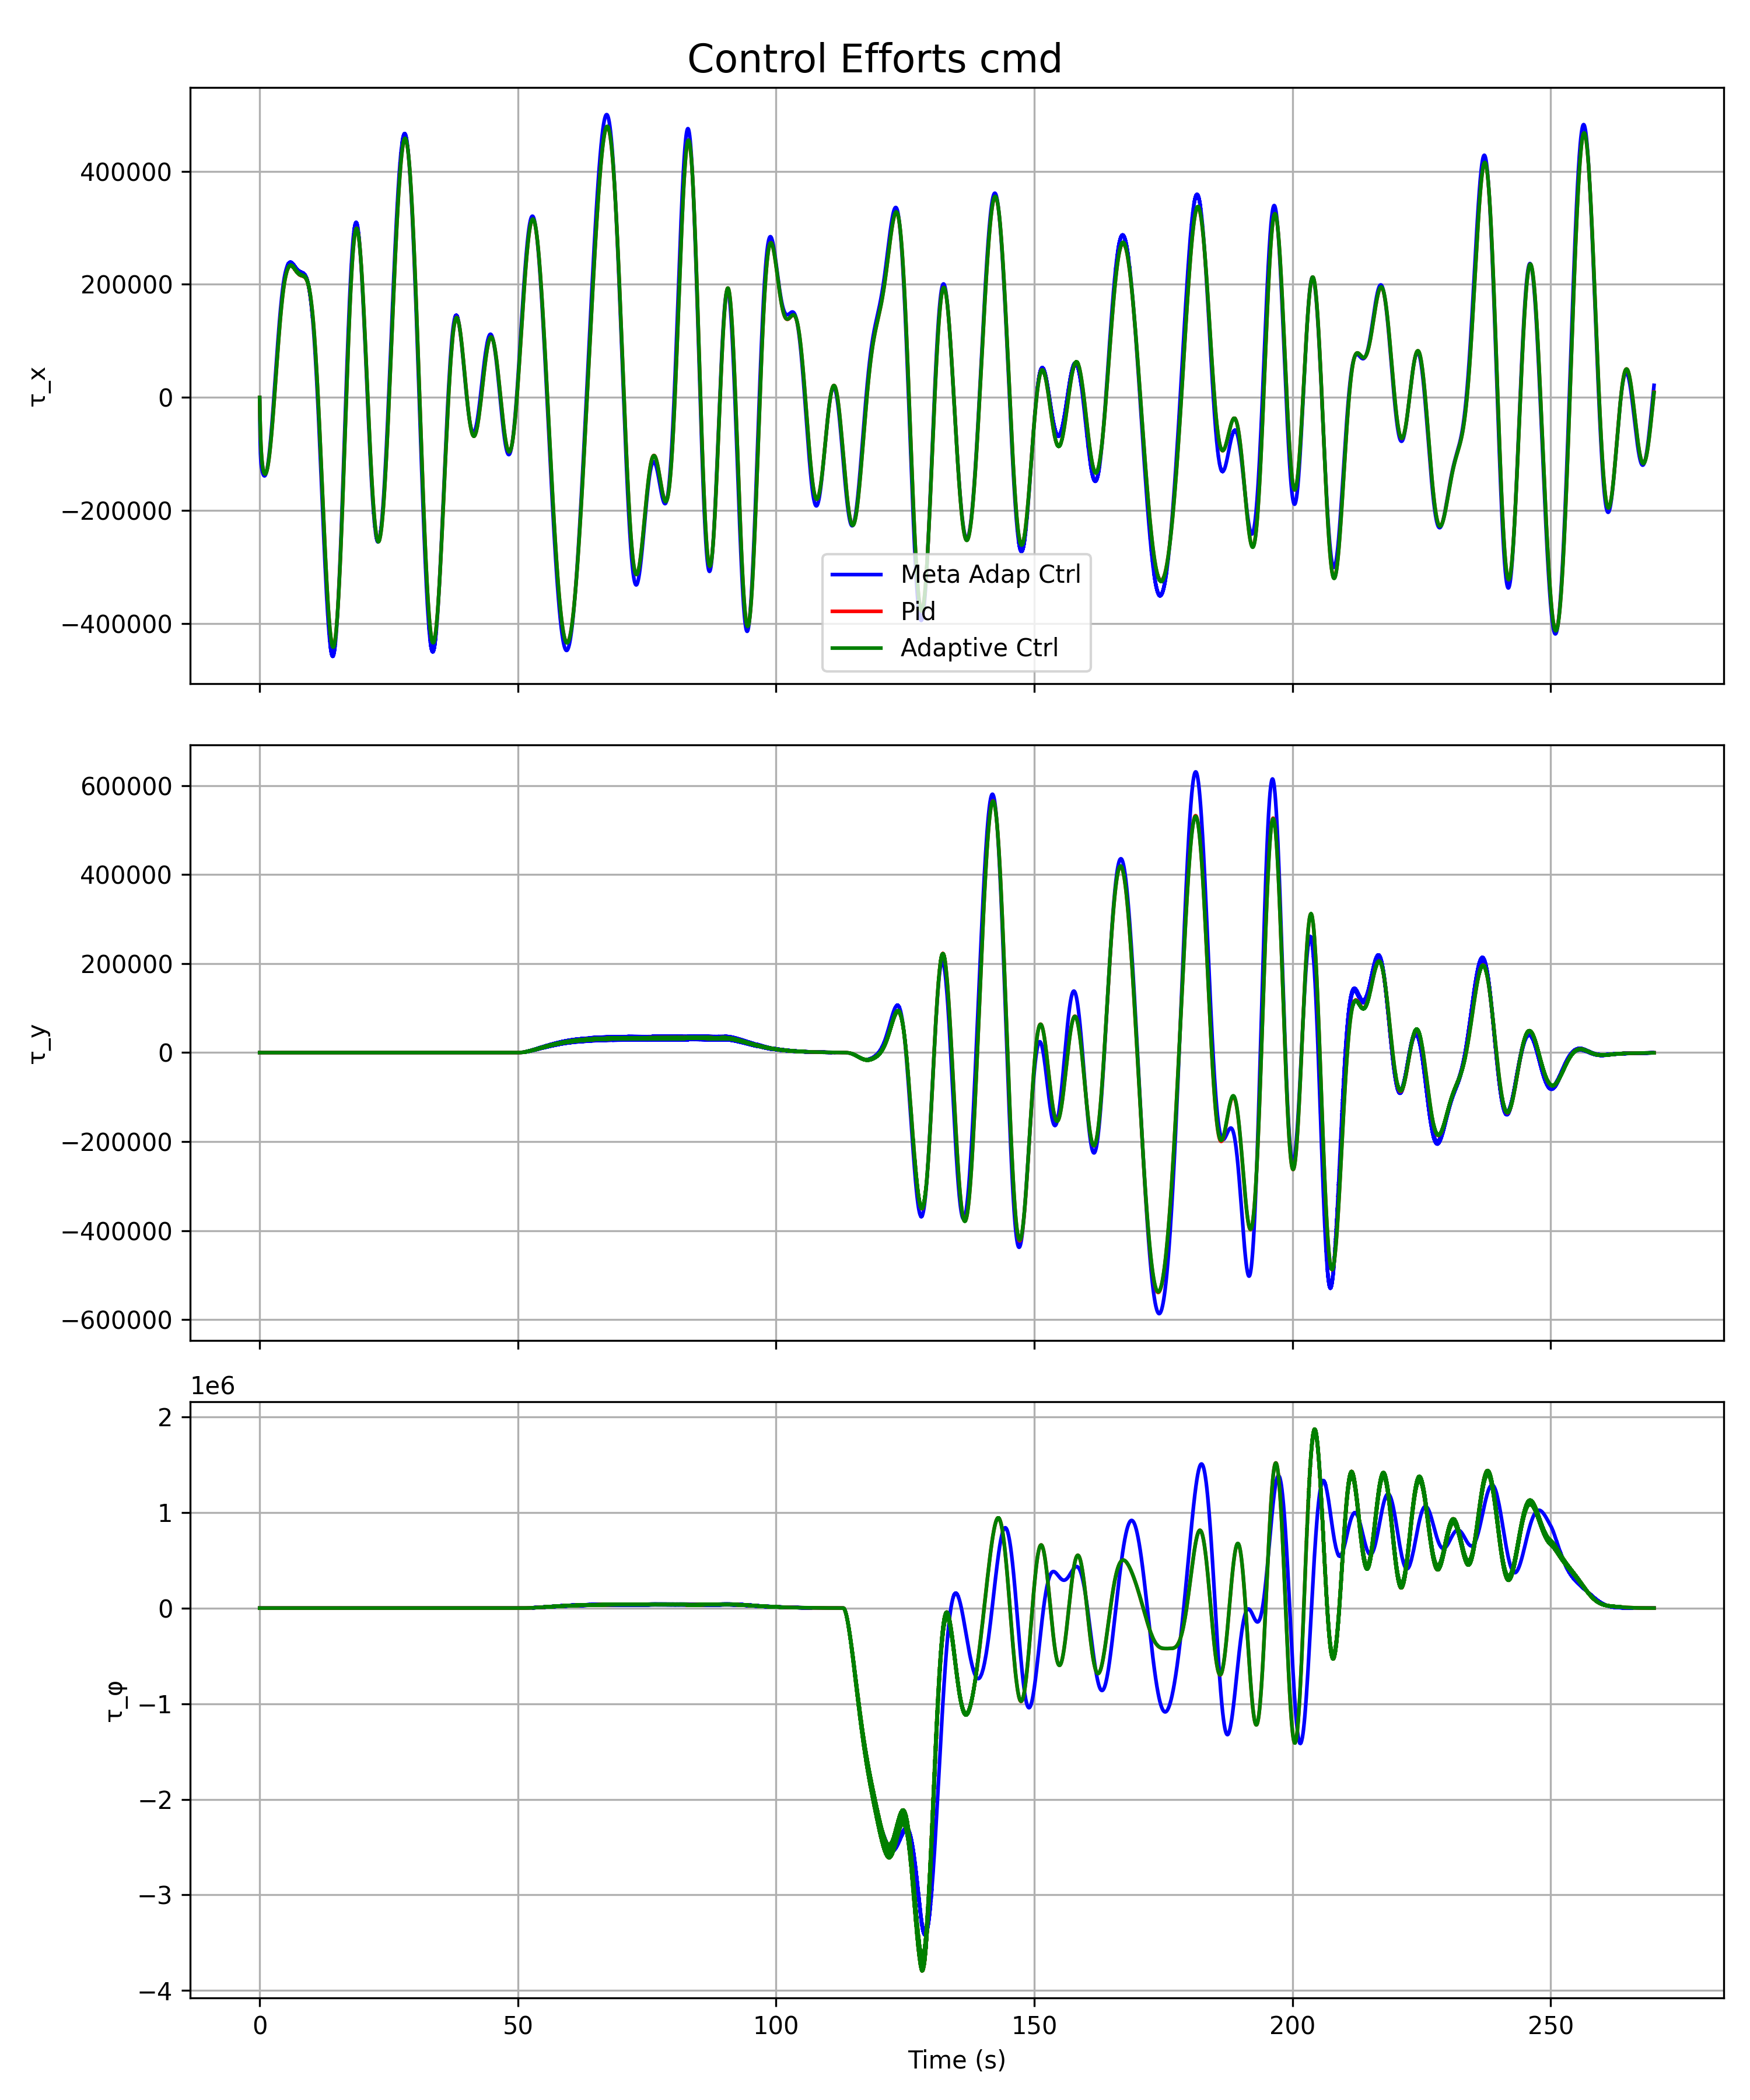 Control Efforts cmd
400000
200000
0
−200000
−400000
τ_x
Meta Adap Ctrl
Pid
Adaptive Ctrl
600000
400000
200000
0
−200000
−400000
−600000
τ_y
1e6
2
1
0
−1
−2
−3
−4
τ_φ
0 50 100 150 200 250
Time (s)